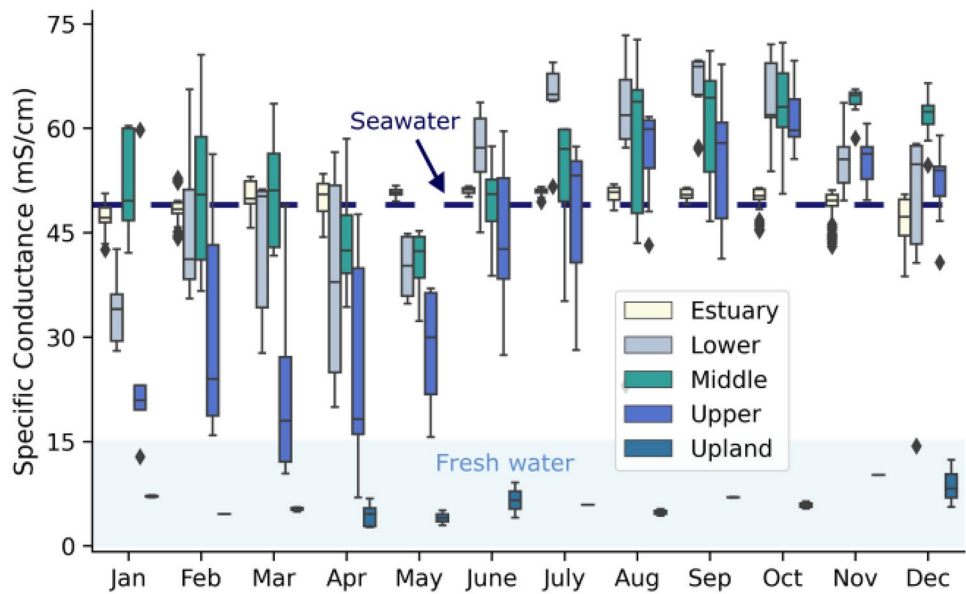 75
60
45
30
15
0
Specific Conductance (mS/cm)
Seawater
Estuary
Lower
Middle
Upper
Upland
Fresh water
Jan Feb Mar Apr May June July Aug Sep Oct Nov Dec